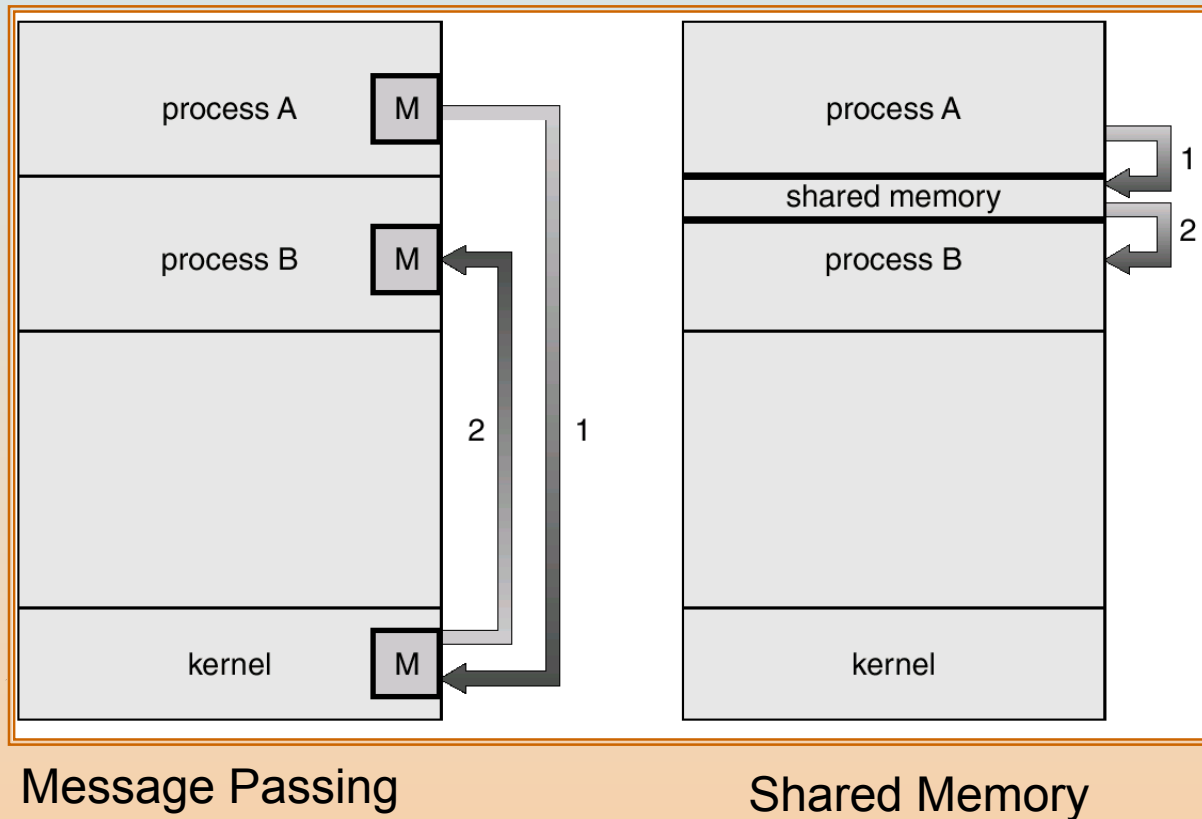 process A
M
process B
M
2
1
kernel
M
Message Passing
process A
1
shared memory
2
process B
kernel
Shared Memory